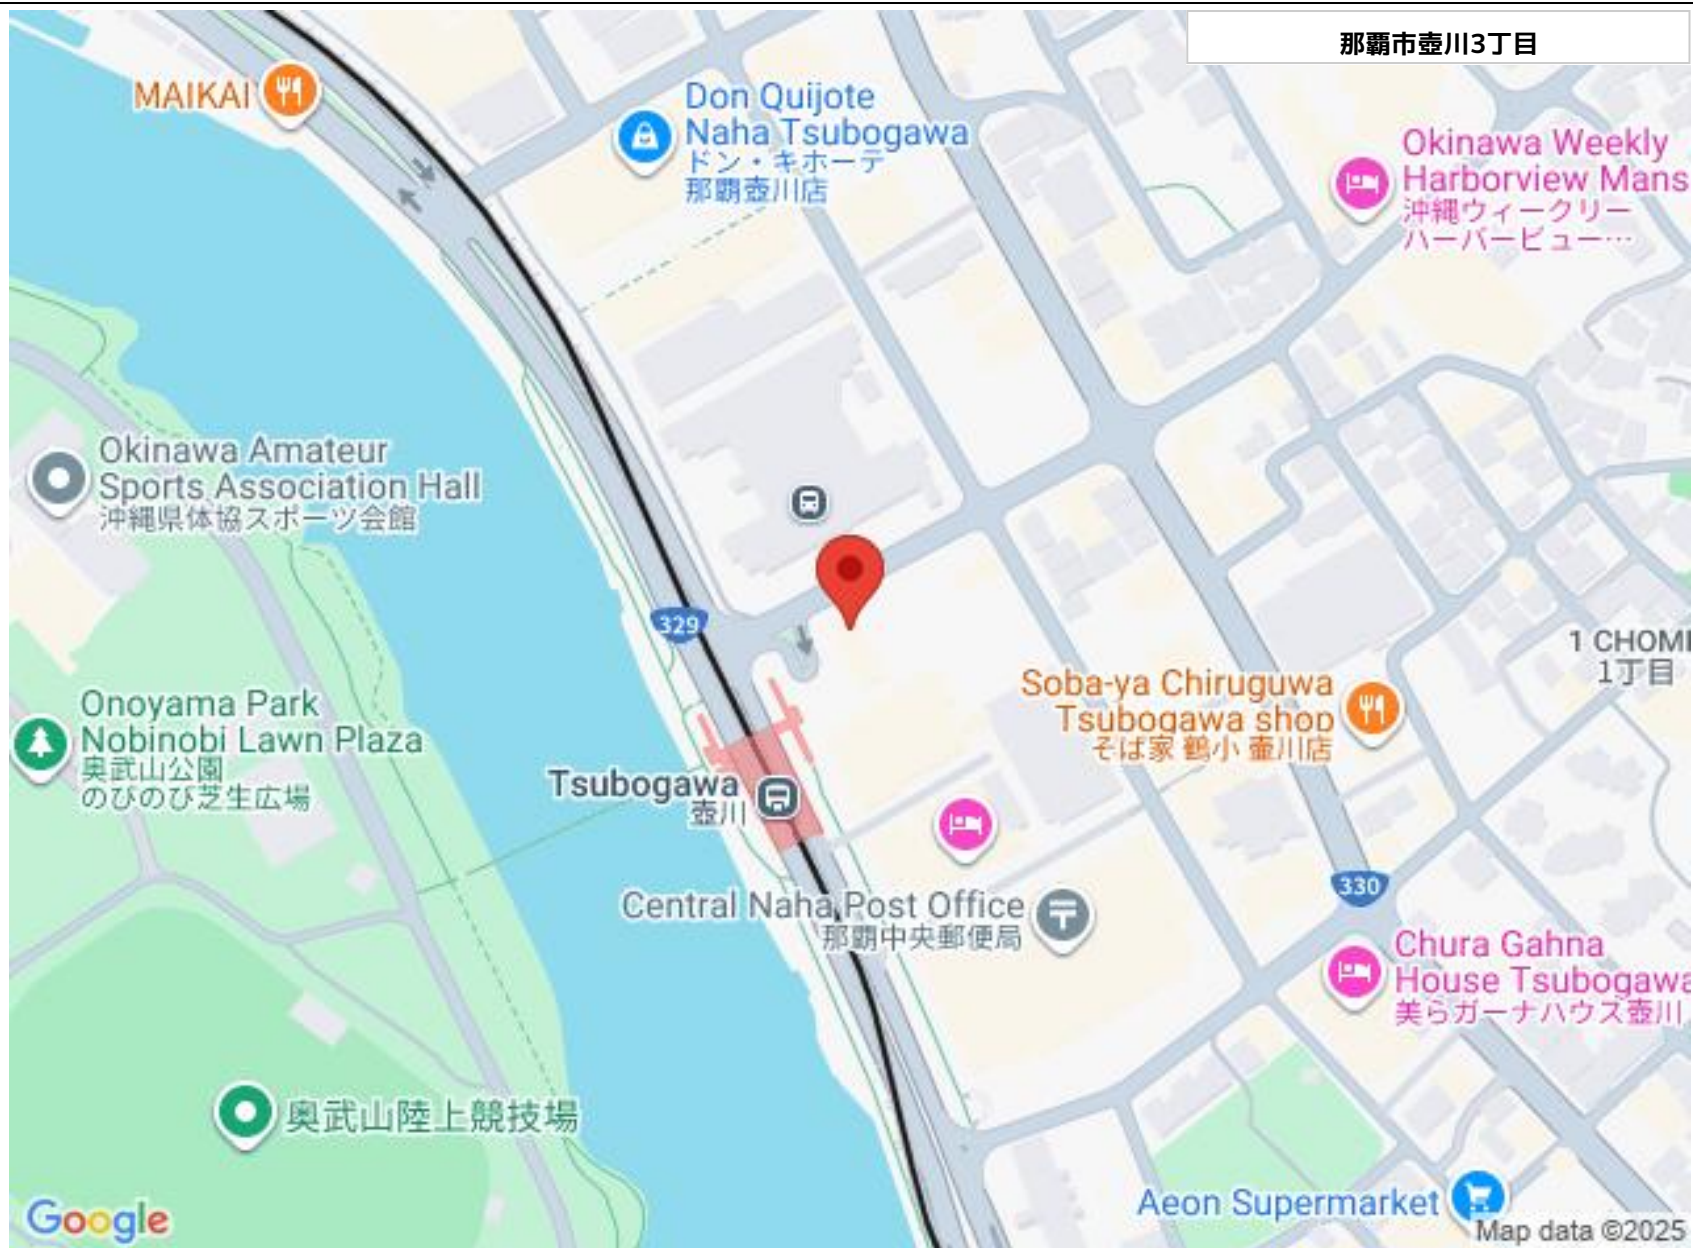 那覇市壺川3丁目
MAIKAI
Don Quijote
Naha Tsubogawa
ドン・キホーテ
那覇壺川店
Okinawa Weekly
Harborview Mans
沖縄ウィークリー
ハーバービュー…
Okinawa Amateur
Sports Association Hall
沖縄県体協スポーツ会館
329
1 CHOME
1丁目
Onoyama Park
Nobinobi Lawn Plaza
奥武山公園
のびのび芝生広場
Soba-ya Chiruguwa
Tsubogawa shop
そば家 鶴小 壷川店
Tsubogawa
壺川
330
Central Naha Post Office
那覇中央郵便局
Chura Gahna
House Tsubogawa
美らガーナハウス壺川
奥武山陸上競技場
Aeon Supermarket
Google
Map data ©2025